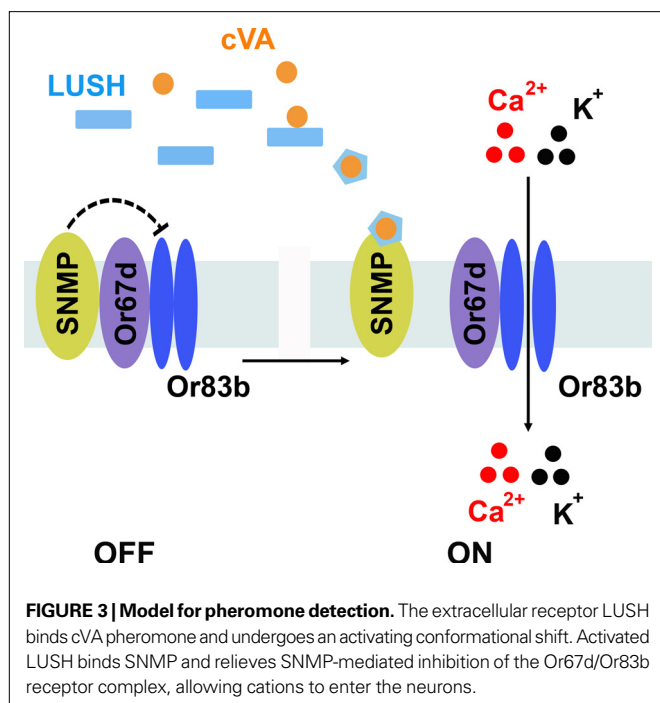 cVA
LUSH
Ca2+
K+
SNMP
Or67d
Or83b
SNMP
Or67d
Or83b
Ca2+
K+
OFF
ON
FIGURE 3 | Model for pheromone detection. The extracellular receptor LUSH
binds cVA pheromone and undergoes an activating conformational shift. Activated
LUSH binds SNMP and relieves SNMP-mediated inhibition of the Or67d/Or83b
receptor complex, allowing cations to enter the neurons.